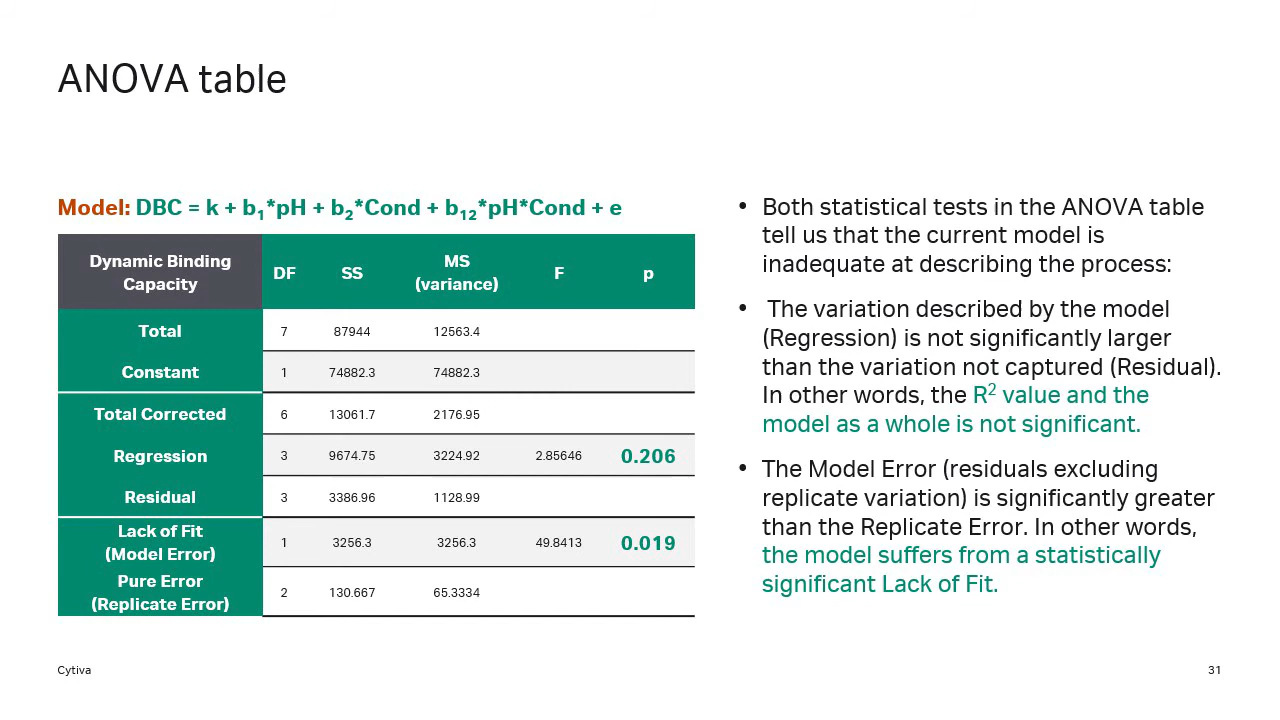 ANOVA table
Model: DBC = k + b₁*pH + b₂*Cond + b₁₂*pH*Cond + e
Dynamic Binding Capacity DF SS MS (variance) F p
Total 7 87944 12563.4
Constant 1 74882.3 74882.3
Total Corrected 6 13061.7 2176.95
Regression 3 9674.75 3224.92 2.85646 0.206
Residual 3 3386.96 1128.99
Lack of Fit (Model Error) 1 3256.3 3256.3 49.8413 0.019
Pure Error (Replicate Error) 2 130.667 65.3334
• Both statistical tests in the ANOVA table
tell us that the current model is
inadequate at describing the process:
• The variation described by the model
(Regression) is not significantly larger
than the variation not captured (Residual).
In other words, the R² value and the
model as a whole is not significant.
• The Model Error (residuals excluding
replicate variation) is significantly greater
than the Replicate Error. In other words,
the model suffers from a statistically
significant Lack of Fit.
Cytiva
31